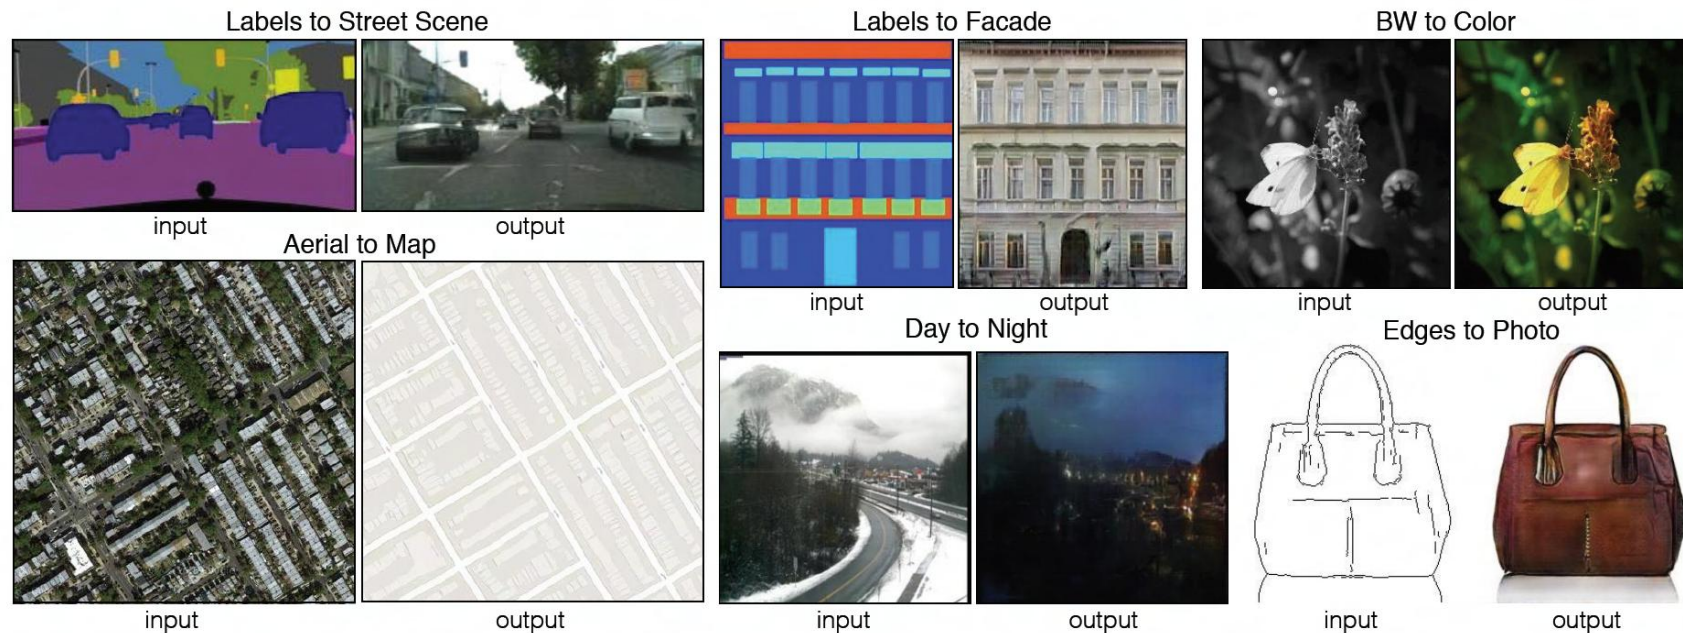 Labels to Street Scene
input
output
Aerial to Map
input
output
Labels to Facade
input
output
Day to Night
input
output
BW to Color
input
output
Edges to Photo
input
output